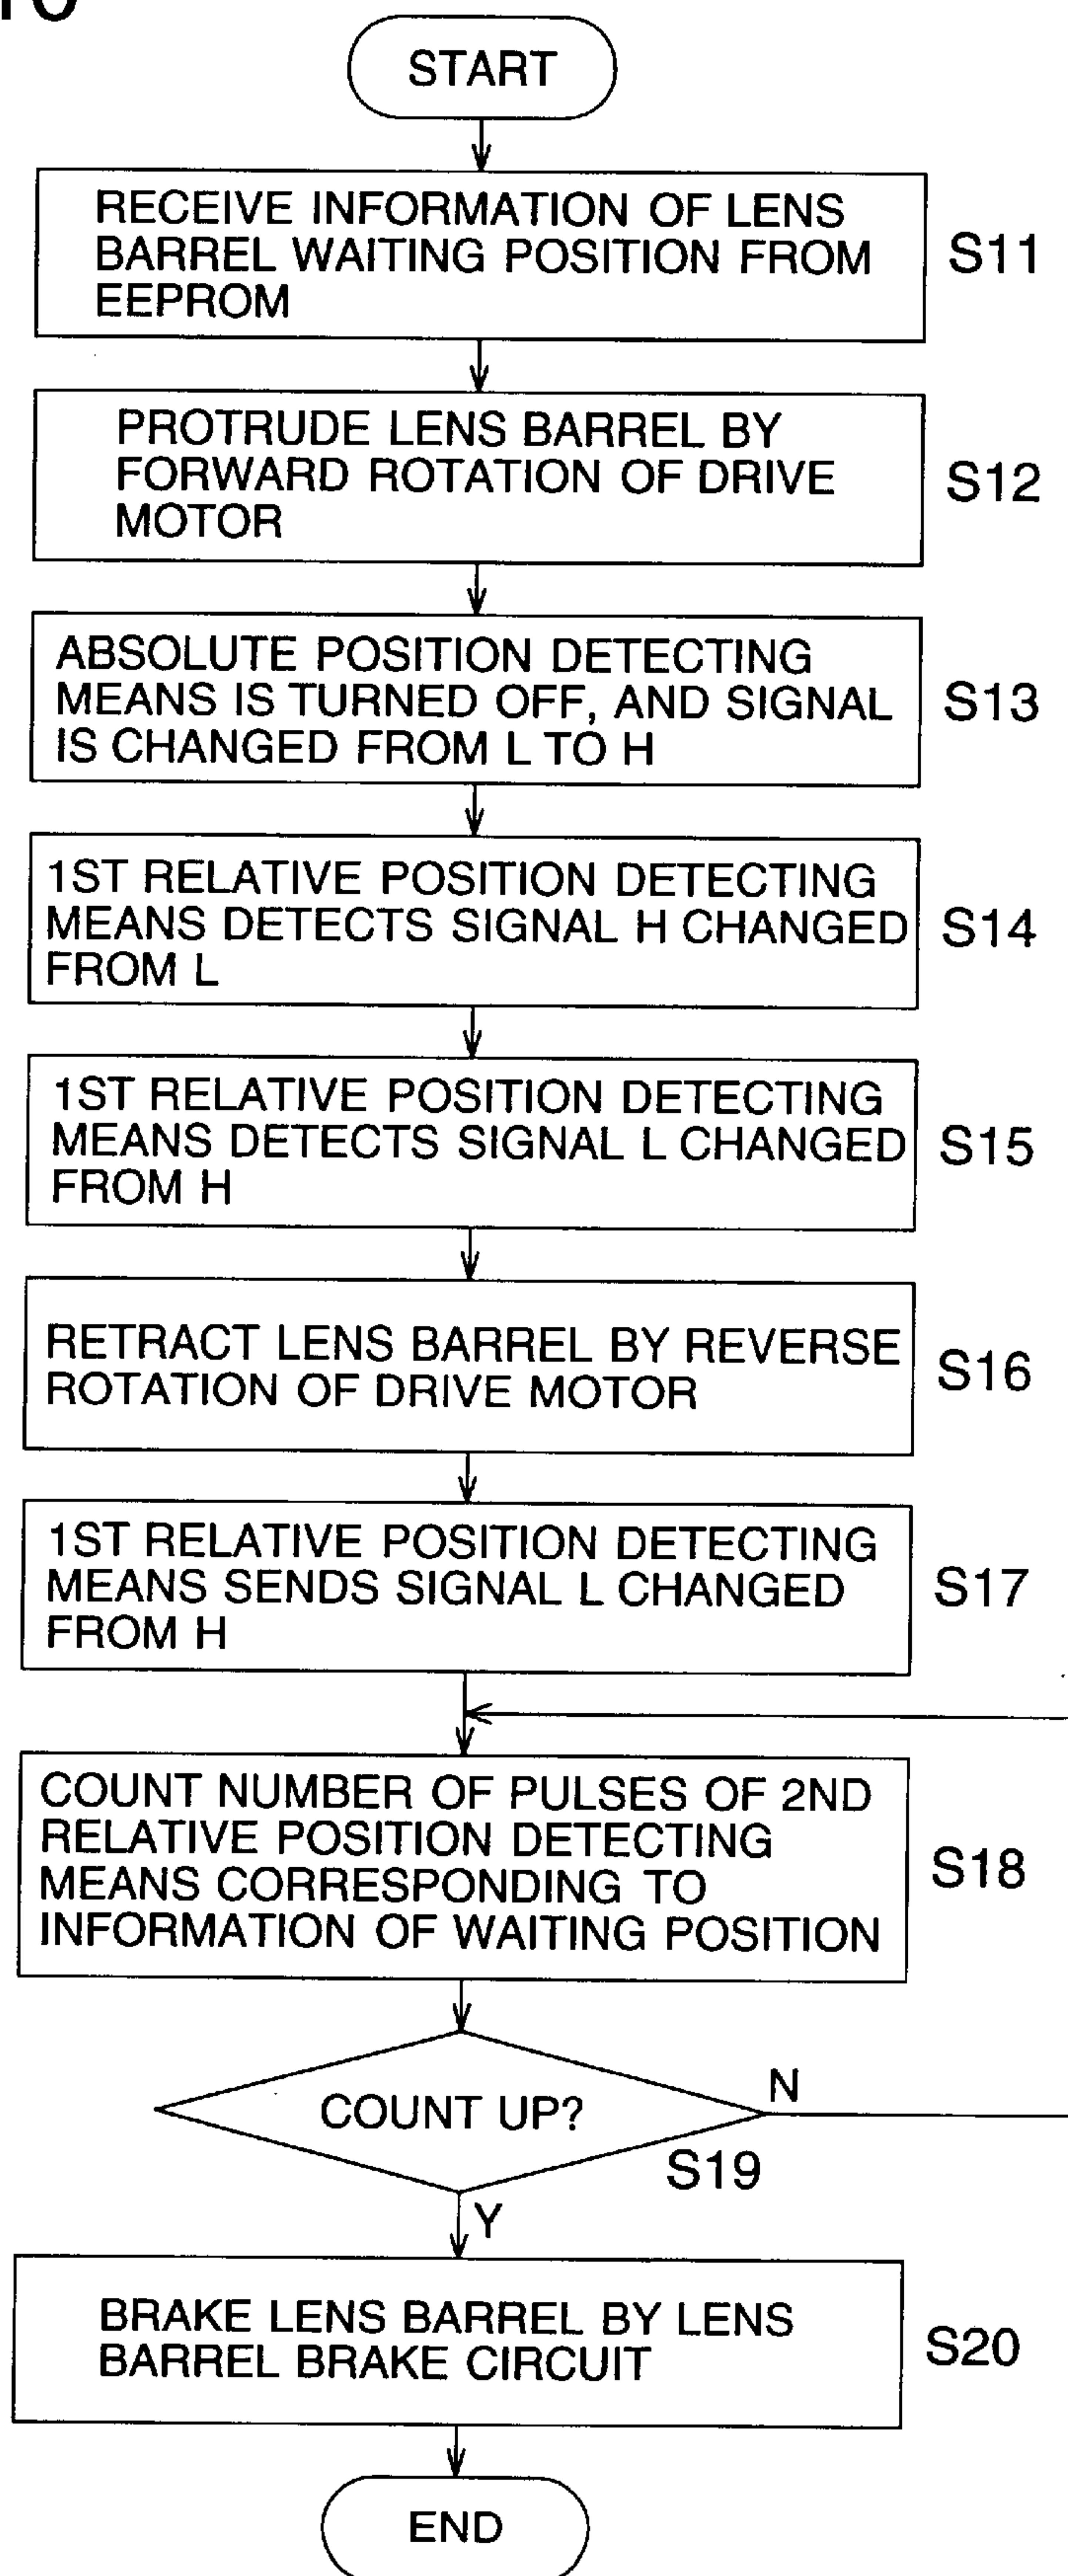 START
RECEIVE INFORMATION OF LENS
BARREL WAITING POSITION FROM
EEPROM
S11
PROTRUDE LENS BARREL BY
FORWARD ROTATION OF DRIVE
MOTOR
S12
ABSOLUTE POSITION DETECTING
MEANS IS TURNED OFF, AND SIGNAL
IS CHANGED FROM L TO H
S13
1ST RELATIVE POSITION DETECTING
MEANS DETECTS SIGNAL H CHANGED
FROM L
S14
1ST RELATIVE POSITION DETECTING
MEANS DETECTS SIGNAL L CHANGED
FROM H
S15
RETRACT LENS BARREL BY REVERSE
ROTATION OF DRIVE MOTOR
S16
1ST RELATIVE POSITION DETECTING
MEANS SENDS SIGNAL L CHANGED
FROM H
S17
COUNT NUMBER OF PULSES OF 2ND
RELATIVE POSITION DETECTING
MEANS CORRESPONDING TO
INFORMATION OF WAITING POSITION
S18
COUNT UP?
N
S19
Y
BRAKE LENS BARREL BY LENS
BARREL BRAKE CIRCUIT
S20
END